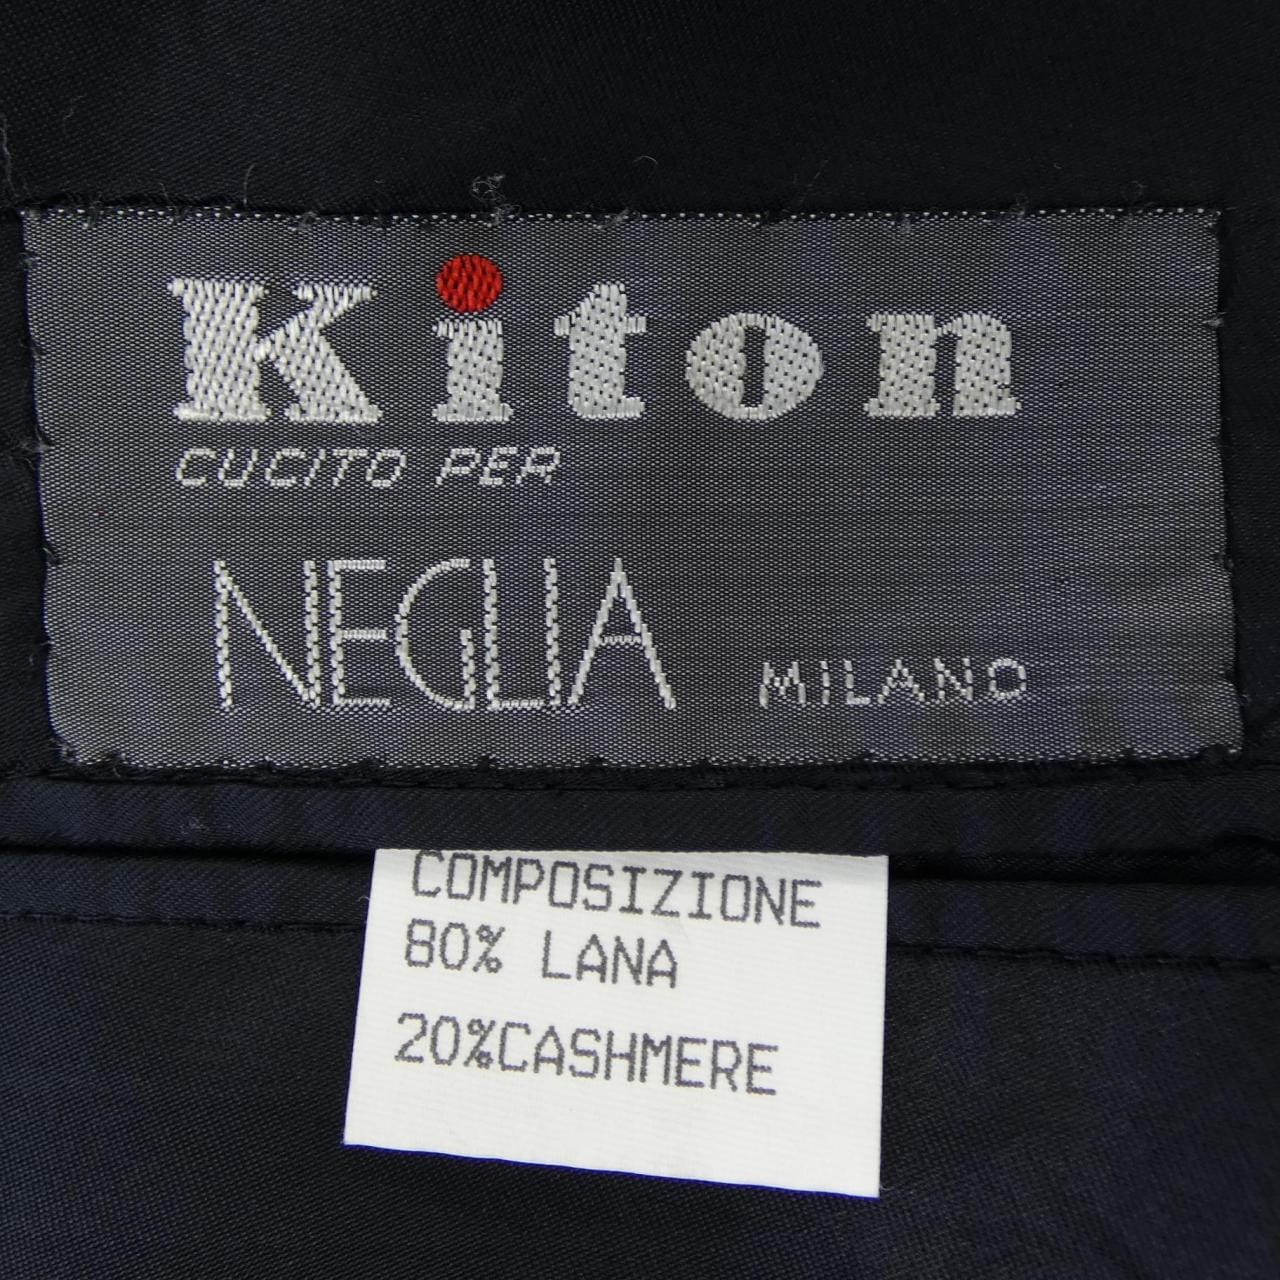 Kiton
CUCITO PER
NEGLIA MILANO
COMPOSIZIONE
80% LANA
20%CASHMERE